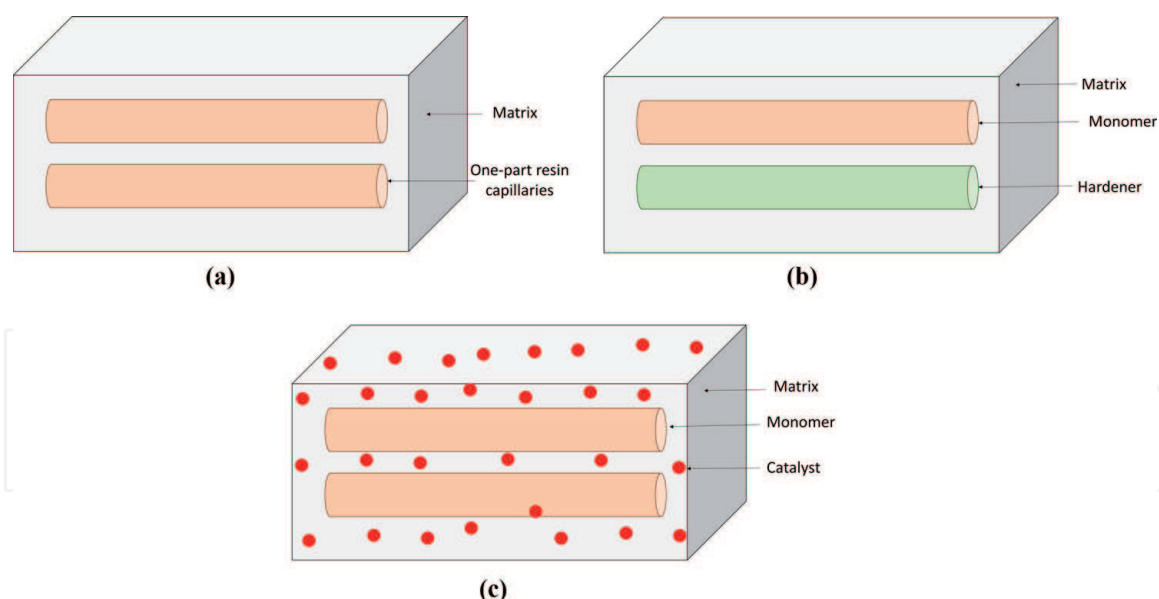 Matrix
One-part resin
capillaries
(a)
Matrix
Monomer
Hardener
(b)
Matrix
Monomer
Catalyst
(c)